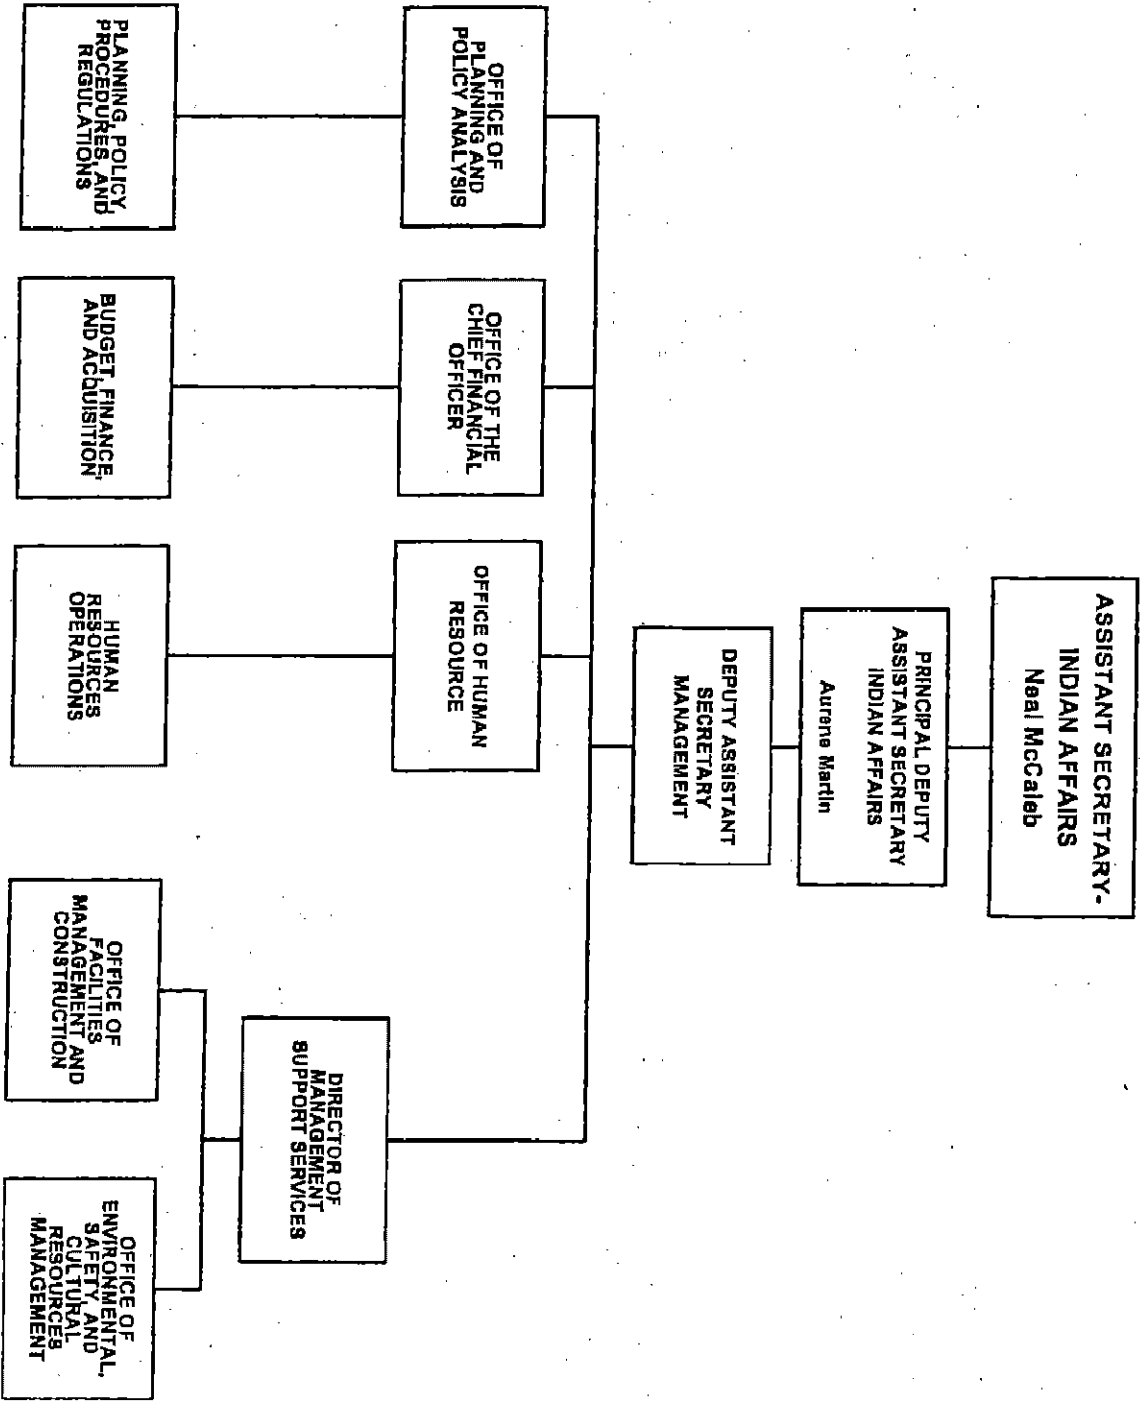 ASSISTANT SECRETARY-
INDIAN AFFAIRS
Neal McCaleb
PRINCIPAL DEPUTY
ASSISTANT SECRETARY
INDIAN AFFAIRS
Aurene Martin
DEPUTY ASSISTANT
SECRETARY
MANAGEMENT
OFFICE OF
PLANNING AND
POLICY ANALYSIS
OFFICE OF THE
CHIEF FINANCIAL
OFFICER
OFFICE OF HUMAN
RESOURCE
DIRECTOR OF
MANAGEMENT
SUPPORT SERVICES
PLANNING, POLICY,
PROCEDURES, AND
REGULATIONS
BUDGET, FINANCE,
AND ACQUISITION
HUMAN
RESOURCES
OPERATIONS
OFFICE OF
FACILITIES
MANAGEMENT AND
CONSTRUCTION
OFFICE OF
ENVIRONMENTAL,
SAFETY, AND
CULTURAL
RESOURCES
MANAGEMENT